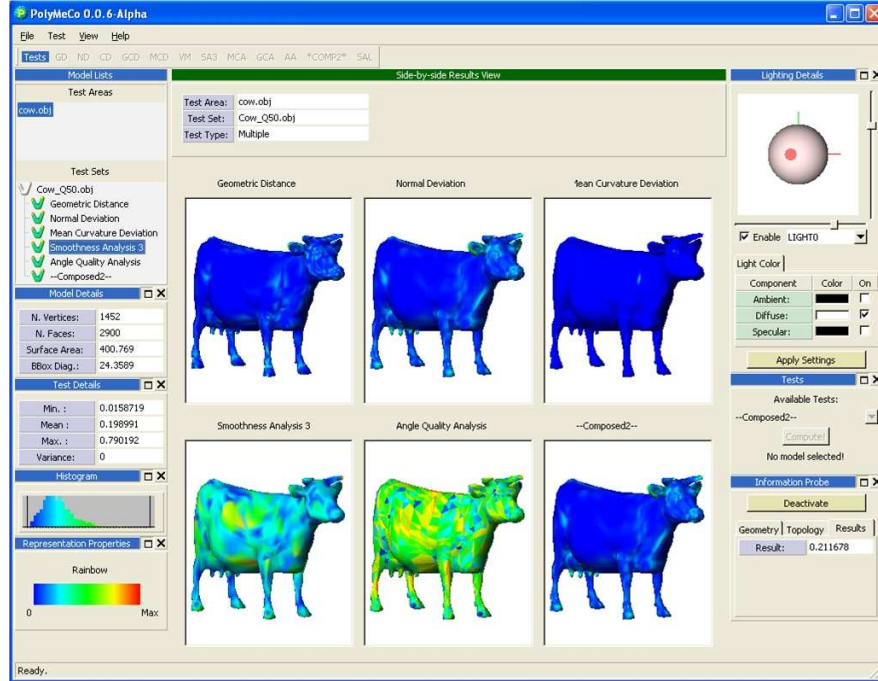 PolyMeCo 0.0.6-Alpha
File Test View Help
Tests GD ND CD GCD MCD VM SA3 MCA GCA AA *COMP2* SAL
Model Lists
Test Areas
cow.obj
Test Sets
Cow_Q50.obj
Geometric Distance
Normal Deviation
Mean Curvature Deviation
Smoothness Analysis 3
Angle Quality Analysis
--Composed2--
Model Details
N. Vertices: 1452
N. Faces: 2900
Surface Area: 400.769
BBox Diag.: 24.3589
Test Details
Min. : 0.0158719
Mean : 0.198991
Max. : 0.790192
Variance: 0
Histogram
Representation Properties
Rainbow
0 Max
Side-by-side Results View
Test Area: cow.obj
Test Set: Cow_Q50.obj
Test Type: Multiple
Geometric Distance
Normal Deviation
Mean Curvature Deviation
Smoothness Analysis 3
Angle Quality Analysis
--Composed2--
Lighting Details
Enable LIGHT0
Light Color
Component Color On
Ambient:
Diffuse:
Specular:
Apply Settings
Tests
Available Tests:
--Composed2--
Compute!
No model selected!
Information Probe
Deactivate
Geometry Topology Results
Result: 0.211678
Ready.